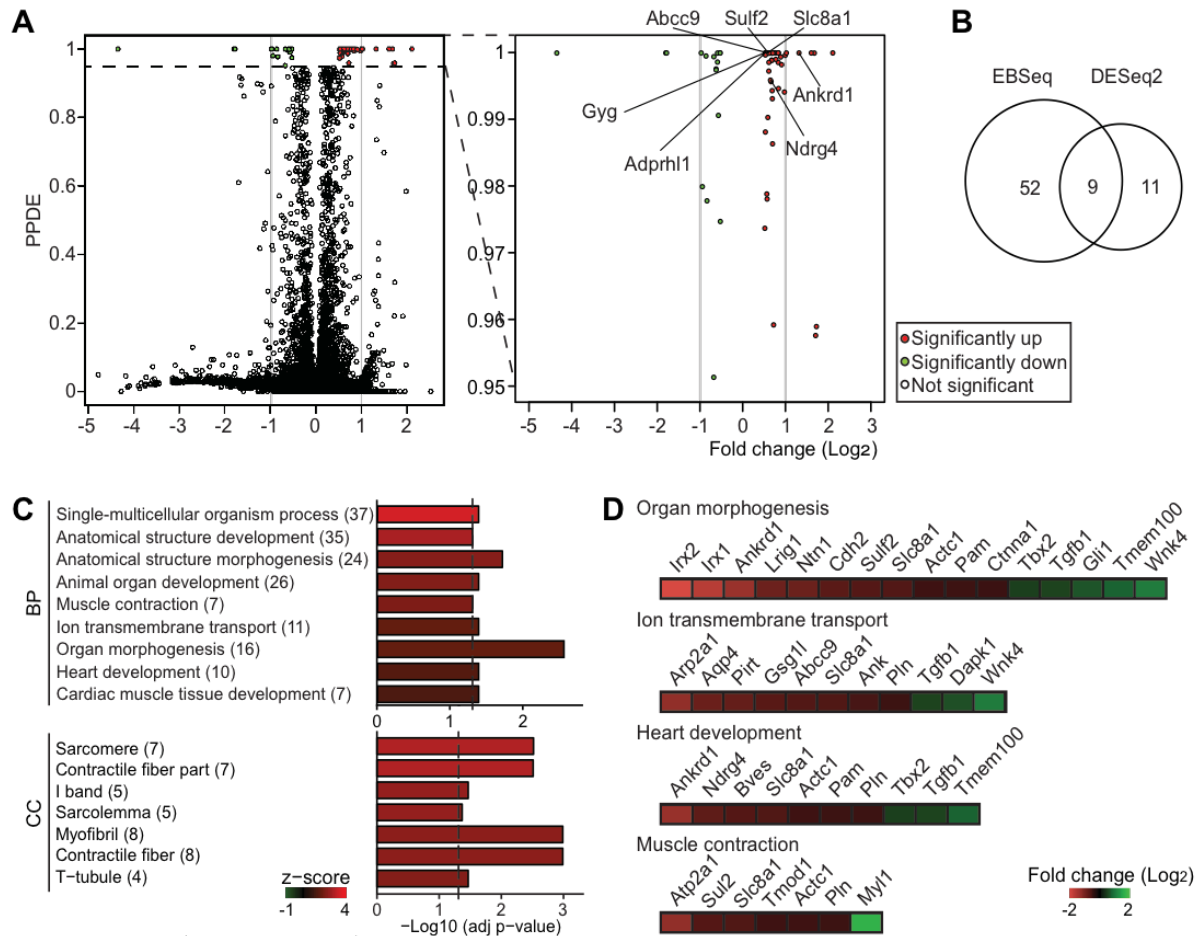 A
Abcc9 Sulf2 Slc8a1
B
1
0.8
0.6
0.4
0.2
0
PPDE
-5 -4 -3 -2 -1 0 1 2
1
0.99
0.98
0.97
0.96
0.95
Gyg
Adprhl1
Ankrd1
Ndrg4
-5 -4 -3 -2 -1 0 1 2 3
Fold change (Log2)
EBSeq DESeq2
52 9 11
Significantly up
Significantly down
Not significant
C
BP
Single-multicellular organism process (37)
Anatomical structure development (35)
Anatomical structure morphogenesis (24)
Animal organ development (26)
Muscle contraction (7)
Ion transmembrane transport (11)
Organ morphogenesis (16)
Heart development (10)
Cardiac muscle tissue development (7)
0 1 2
CC
Sarcomere (7)
Contractile fiber part (7)
I band (5)
Sarcolemma (5)
Myofibril (8)
Contractile fiber (8)
T-tubule (4)
0 1 2 3
−Log10 (adj p-value)
z-score
-1 4
D
Organ morphogenesis
Irx2 Irx1 Ankrd1 Lrig1 Ntn1 Cdh2 Sulf2 Slc8a1 Actc1 Pam Ctnna1 Tbx2 Tgfb1 Gli1 Tmem100 Wnk4
Ion transmembrane transport
Arp2a1 Aqp4 Pirt Gsg1l Abcc9 Slc8a1 Ank Pln Tgfb1 Dapk1 Wnk4
Heart development
Ankrd1 Ndrg4 Bves Slc8a1 Actc1 Pam Pln Tbx2 Tgfb1 Tmem100
Muscle contraction
Atp2a1 Sul2 Slc8a1 Tmod1 Actc1 Pln Myl1
Fold change (Log2)
-2 2